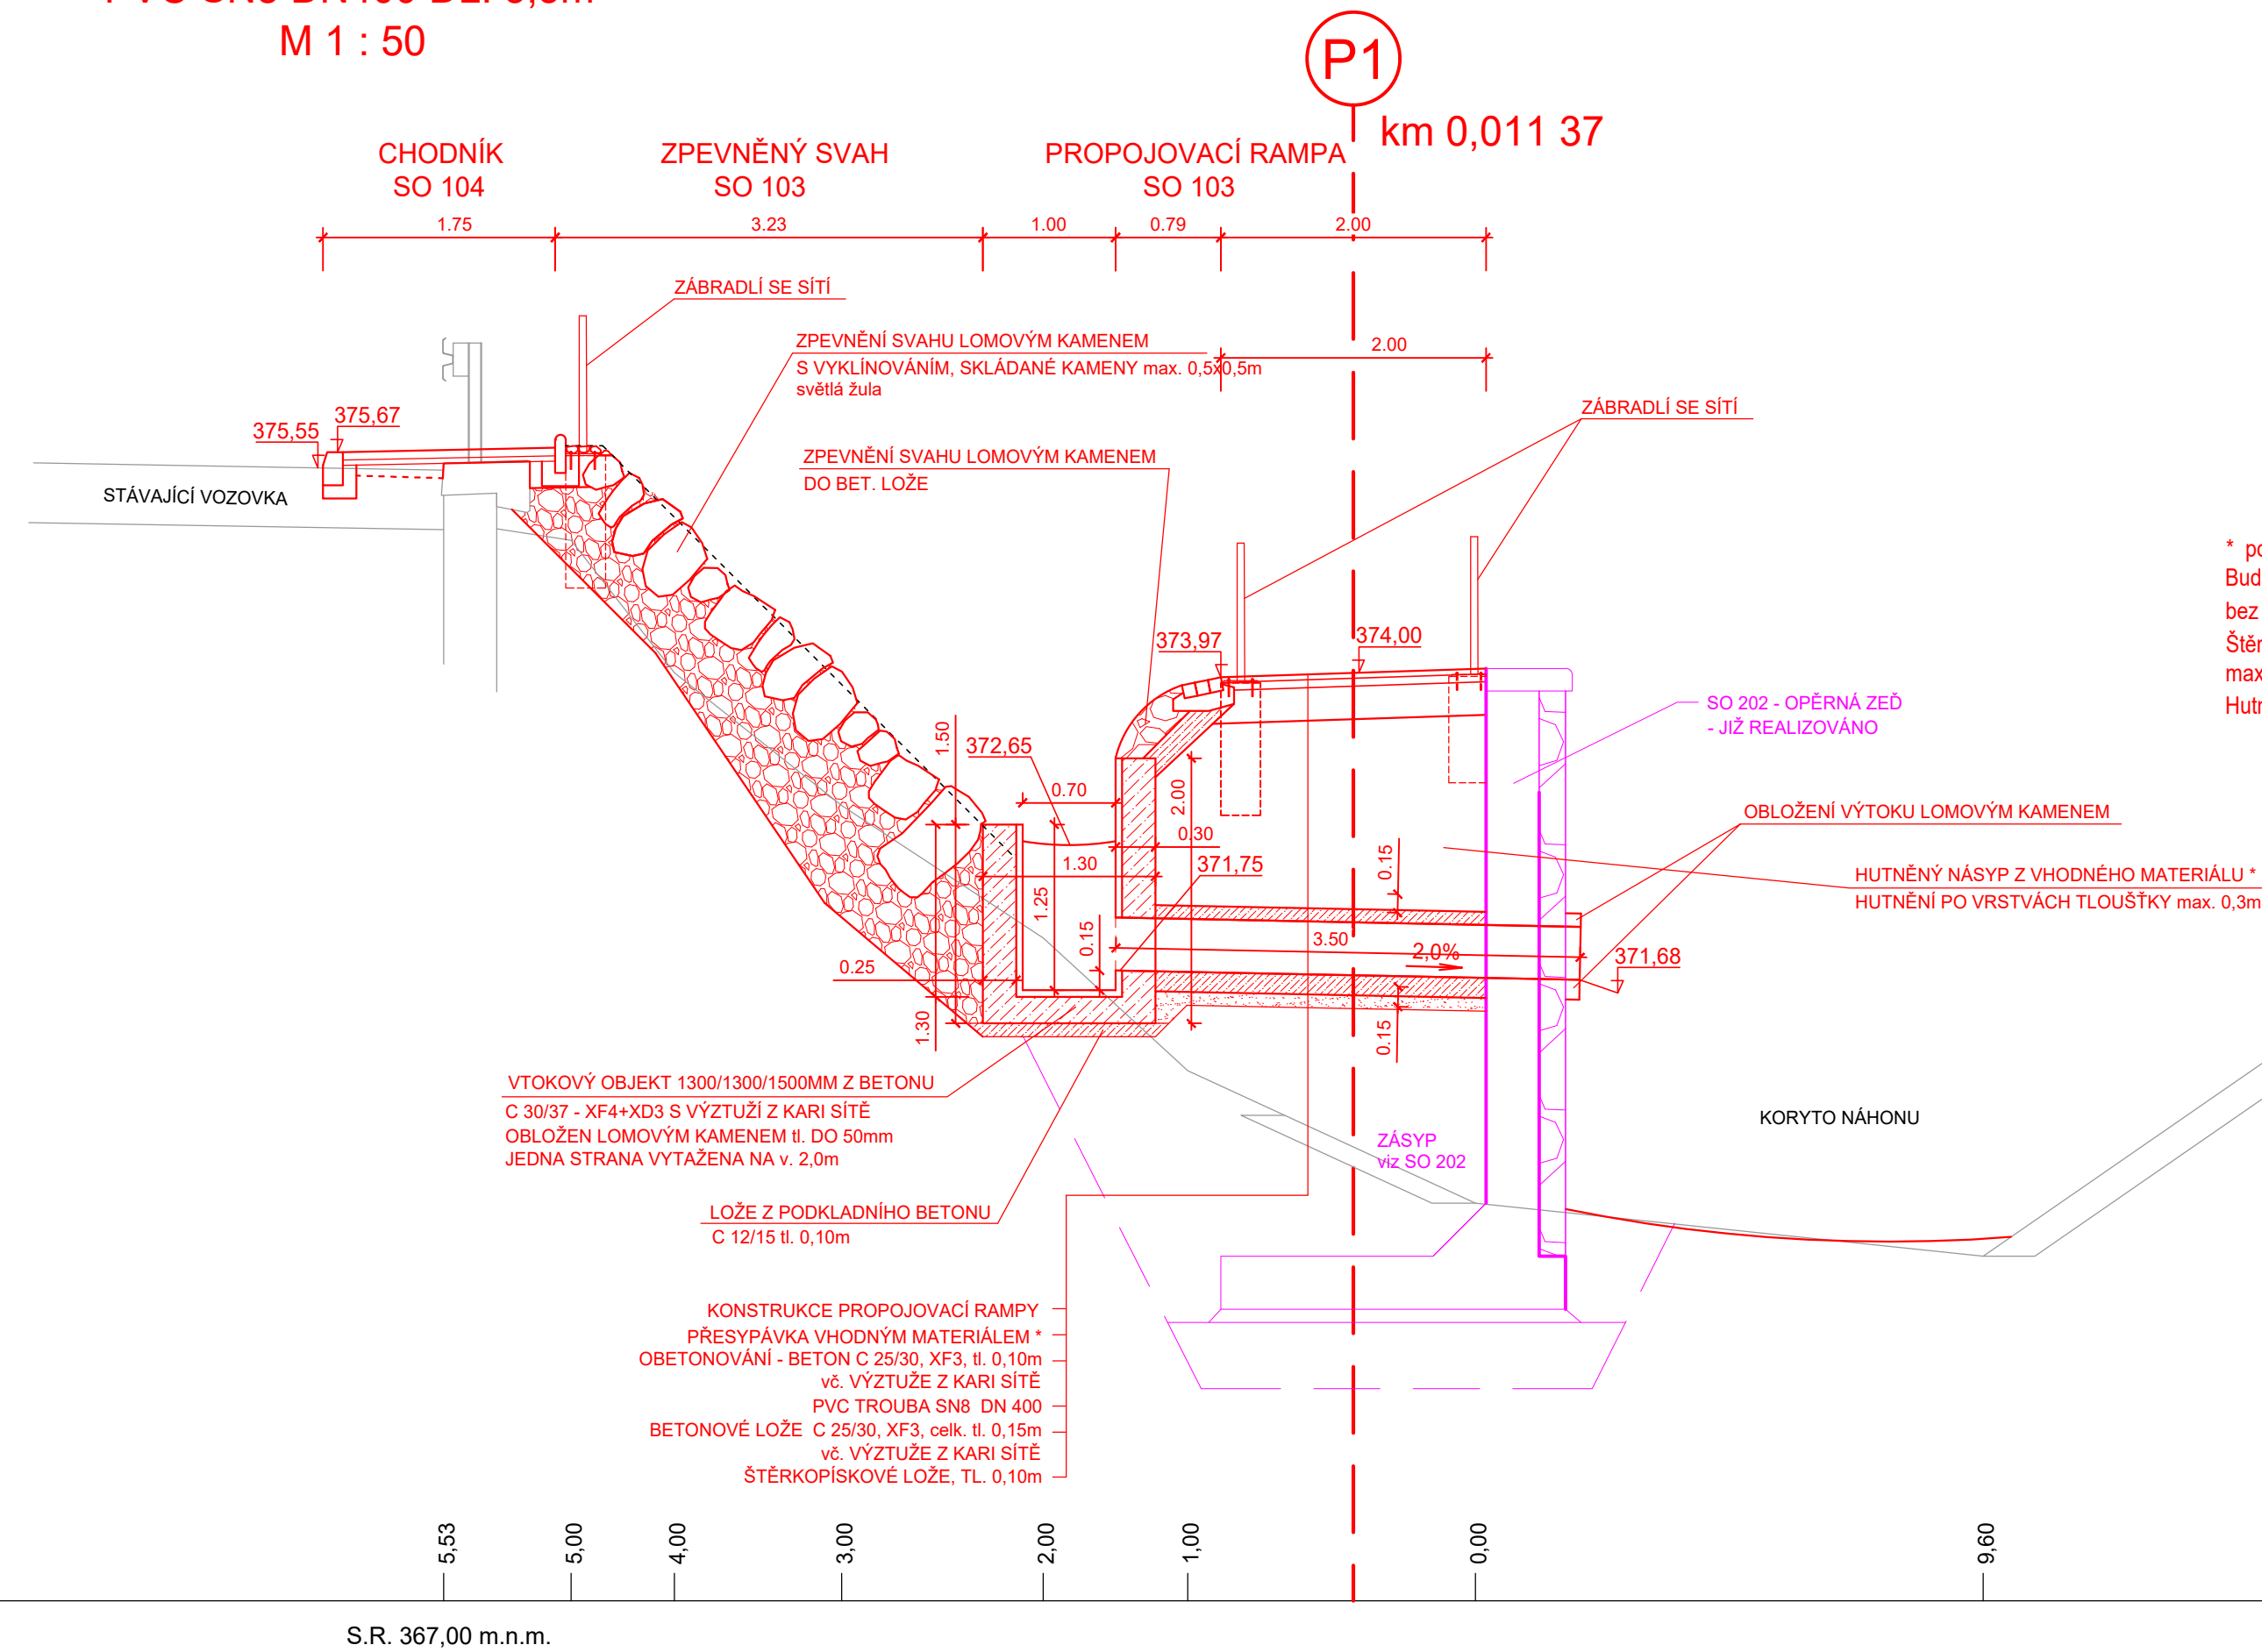 M 1 : 50
P1
km 0,011 37
CHODNÍK
SO 104
ZPEVNĚNÝ SVAH
SO 103
PROPOJOVACÍ RAMPA
SO 103
1.75
3.23
1.00
0.79
2.00
ZÁBRADLÍ SE SÍTÍ
ZPEVNĚNÍ SVAHU LOMOVÝM KAMENEM
S VYKLÍNOVÁNÍM, SKLÁDANÉ KAMENY max. 0,5x0,5m
světlá žula
2.00
ZÁBRADLÍ SE SÍTÍ
375,55
375,67
ZPEVNĚNÍ SVAHU LOMOVÝM KAMENEM
DO BET. LOŽE
STÁVAJÍCÍ VOZOVKA
Bud
bez
Štěr
max
Hutr
373,97
374,00
SO 202 - OPĚRNÁ ZEĎ
- JIŽ REALIZOVÁNO
1.50
372,65
0.70
2.00
0.30
OBLOŽENÍ VÝTOKU LOMOVÝM KAMENEM
1.30
371,75
0.15
HUTNĚNÝ NÁSYP Z VHODNÉHO MATERIÁLU *
HUTNĚNÍ PO VRSTVÁCH TLOUŠŤKY max. 0,3m
1.25
0.15
3.50
2,0%
371,68
0.25
1.30
0.15
VTOKOVÝ OBJEKT 1300/1300/1500MM Z BETONU
C 30/37 - XF4+XD3 S VÝZTUŽÍ Z KARI SÍTĚ
OBLOŽEN LOMOVÝM KAMENEM tl. DO 50mm
JEDNA STRANA VYTAŽENA NA v. 2,0m
KORYTO NÁHONU
ZÁSYP
viz SO 202
LOŽE Z PODKLADNÍHO BETONU
C 12/15 tl. 0,10m
KONSTRUKCE PROPOJOVACÍ RAMPY
PŘESYPÁVKA VHODNÝM MATERIÁLEM *
OBETONOVÁNÍ - BETON C 25/30, XF3, tl. 0,10m
vč. VÝZTUŽE Z KARI SÍTĚ
PVC TROUBA SN8 DN 400
BETONOVÉ LOŽE C 25/30, XF3, celk. tl. 0,15m
vč. VÝZTUŽE Z KARI SÍTĚ
ŠTĚRKOPÍSKOVÉ LOŽE, TL. 0,10m
5,53
5,00
4,00
3,00
2,00
1,00
0,00
9,60
S.R. 367,00 m.n.m.